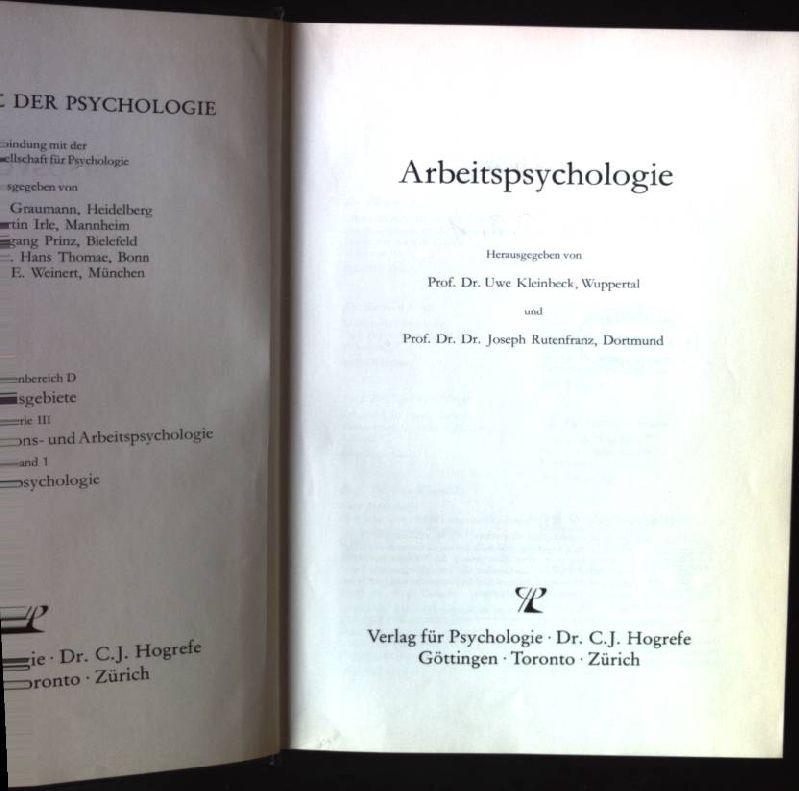 DER PSYCHOLOGIE
bindung mit der
ellschaft für Psychologie
sgegeben von
Graumann, Heidelberg
rtin Irle, Mannheim
gang Prinz, Bielefeld
. Hans Thomae, Bonn
E. Weinert, München
nbereich D
sgebiete
rie III
ons- und Arbeitspsychologie
and 1
psychologie
ie · Dr. C.J. Hogrefe
oronto · Zürich
Arbeitspsychologie
Herausgegeben von
Prof. Dr. Uwe Kleinbeck, Wuppertal
und
Prof. Dr. Dr. Joseph Rutenfranz, Dortmund
Verlag für Psychologie · Dr. C.J. Hogrefe
Göttingen · Toronto · Zürich